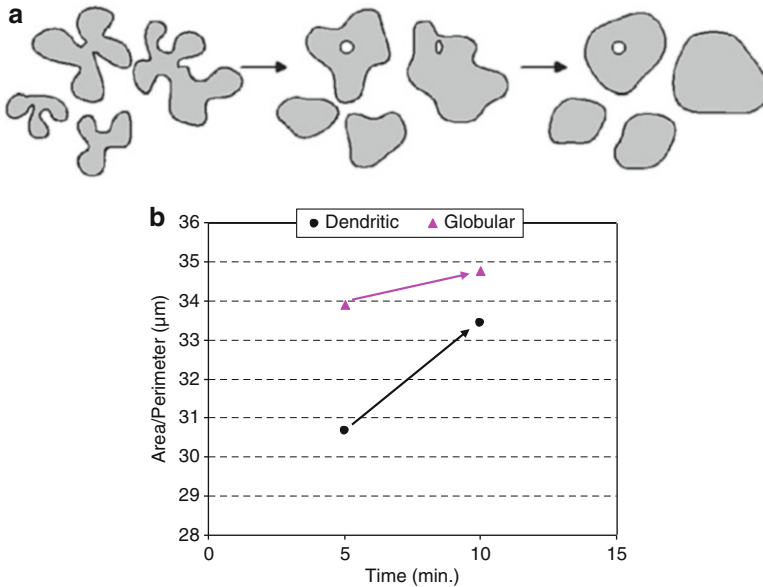 a
b
Dendritic Globular
36
35
34
33
32
31
30
29
28
Area/Perimeter (µm)
0 5 10 15
Time (min.)